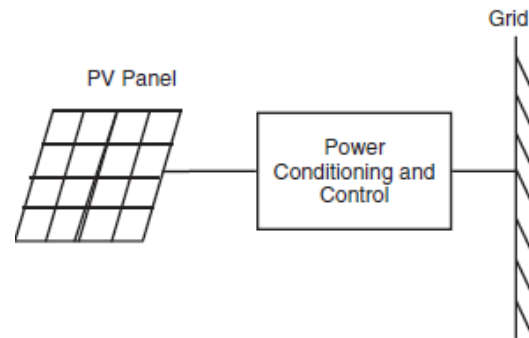 Grid
PV Panel
Power
Conditioning and
Control